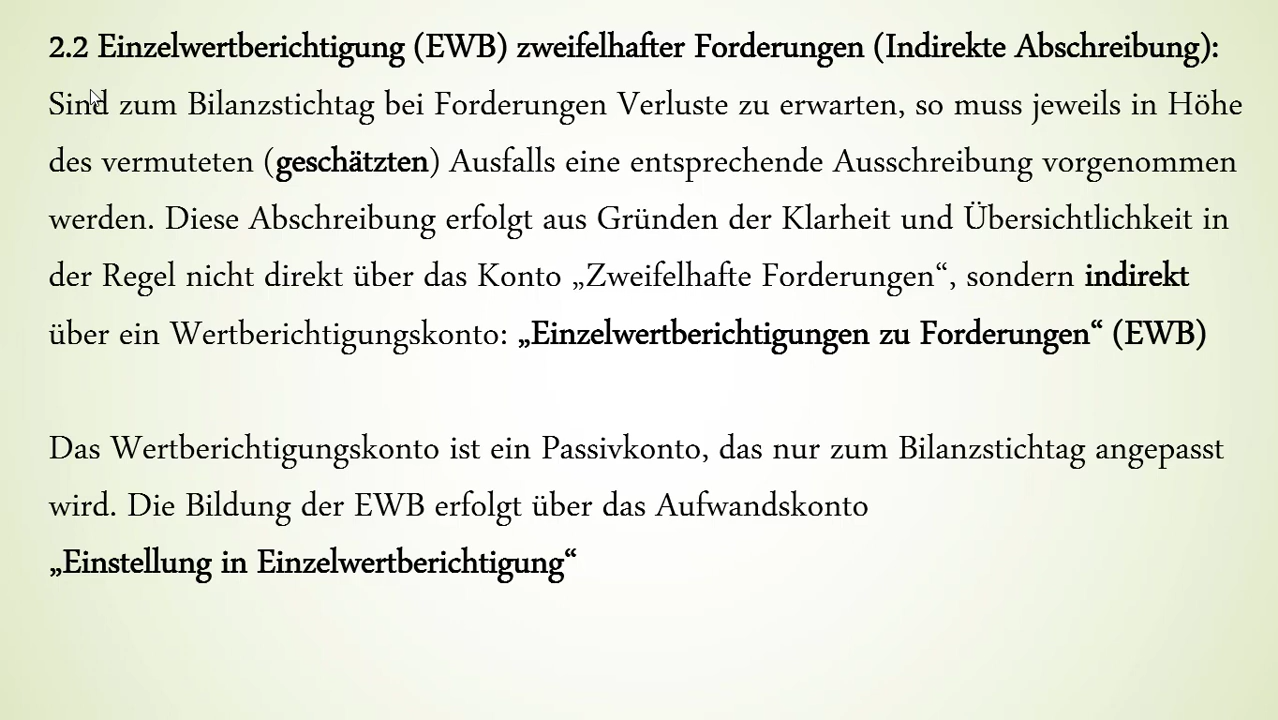 2.2 Einzelwertberichtigung (EWB) zweifelhafter Forderungen (Indirekte Abschreibung):
Sind zum Bilanzstichtag bei Forderungen Verluste zu erwarten, so muss jeweils in Höhe
des vermuteten (geschätzten) Ausfalls eine entsprechende Ausschreibung vorgenommen
werden. Diese Abschreibung erfolgt aus Gründen der Klarheit und Übersichtlichkeit in
der Regel nicht direkt über das Konto „Zweifelhafte Forderungen“, sondern indirekt
über ein Wertberichtigungskonto: „Einzelwertberichtigungen zu Forderungen“ (EWB)
Das Wertberichtigungskonto ist ein Passivkonto, das nur zum Bilanzstichtag angepasst
wird. Die Bildung der EWB erfolgt über das Aufwandskonto
„Einstellung in Einzelwertberichtigung“